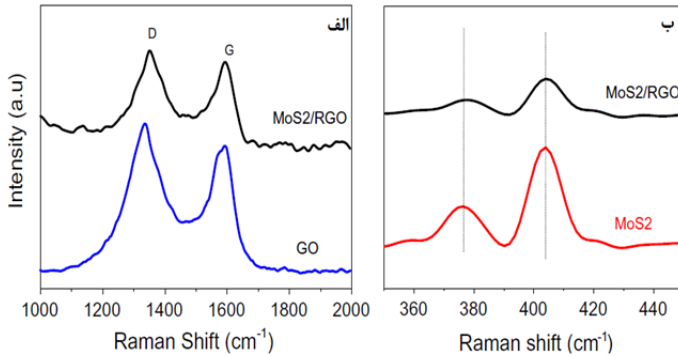 الف
D
G
MoS2/RGO
GO
Intensity (a.u)
1000 1200 1400 1600 1800 2000
Raman Shift (cm⁻¹)
ب
MoS2/RGO
MoS2
360 380 400 420 440
Raman shift (cm⁻¹)